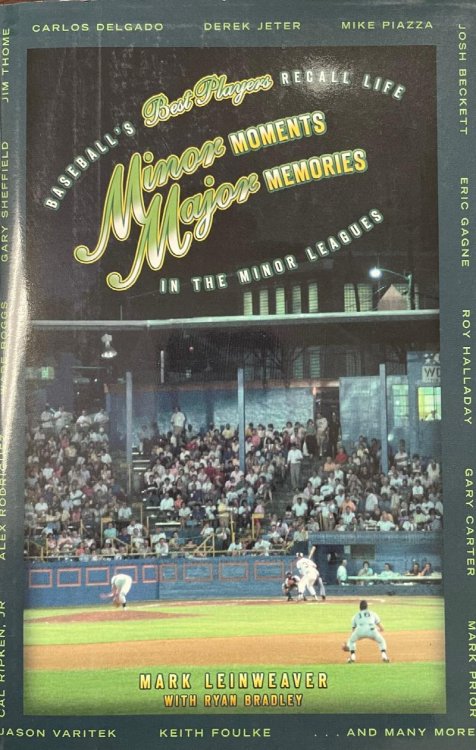 CARLOS DELGADO DEREK JETER MIKE PIAZZA
JOSH BECKETT
ERIC GAGNE
ROY HALLADAY
GARY CARTER
MARK PRIOR
JIM THOME
GARY SHEFFIELD
BOGGS
ALEX RODRIGUEZ
CAL RIPKEN, JR
BASEBALL'S Best Players RECALL LIFE
Minor MOMENTS
Major MEMORIES
IN THE MINOR LEAGUES
16
MARK LEINWEAVER
WITH RYAN BRADLEY
JASON VARITEK KEITH FOULKE ... AND MANY MORE